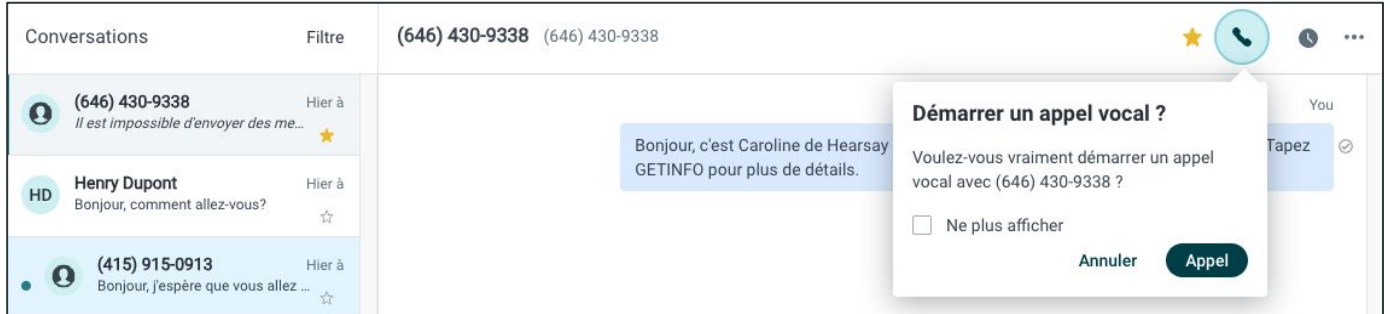 Conversations
Filtre
(646) 430-9338 (646) 430-9338
(646) 430-9338
Hier à
Il est impossible d'envoyer des me...
HD
Henry Dupont
Hier à
Bonjour, comment allez-vous?
(415) 915-0913
Hier à
Bonjour, j'espère que vous allez ...
You
Bonjour, c'est Caroline de Hearsay
Tapez
GETINFO pour plus de détails.
Démarrer un appel vocal ?
Voulez-vous vraiment démarrer un appel
vocal avec (646) 430-9338 ?
Ne plus afficher
Annuler
Appel